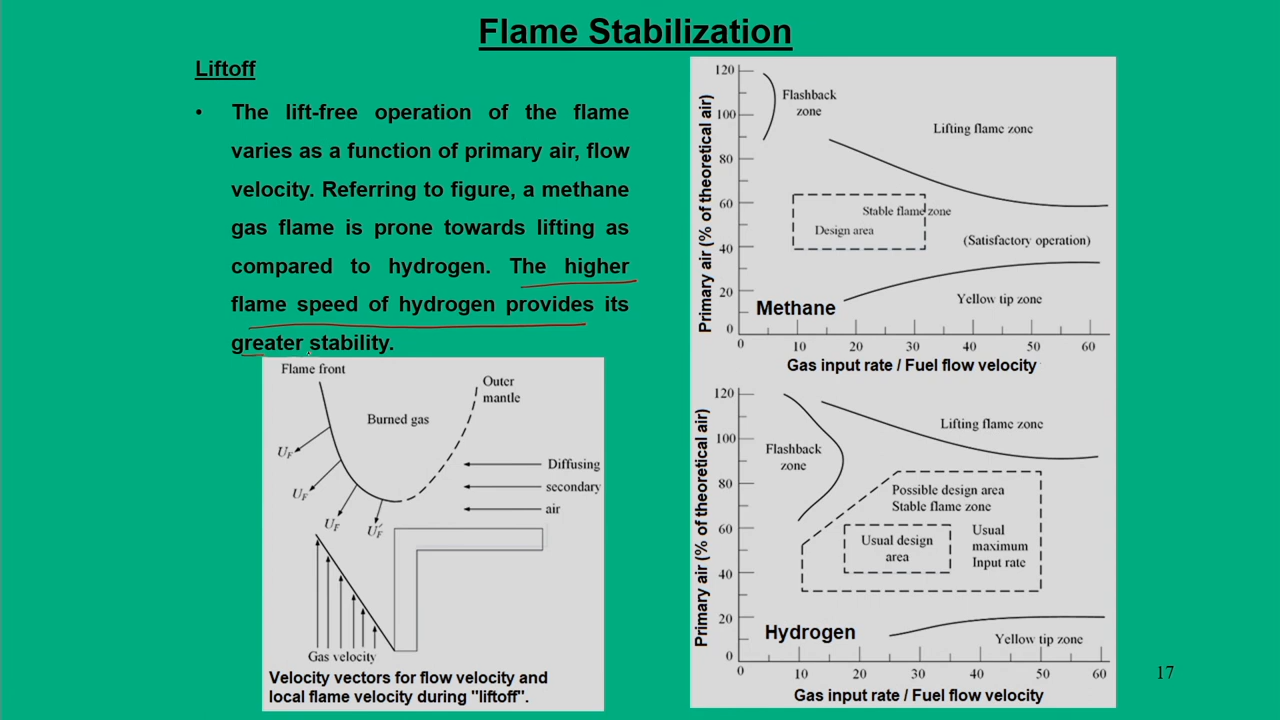 Flame Stabilization
Liftoff
• The lift-free operation of the flame
varies as a function of primary air, flow
velocity. Referring to figure, a methane
gas flame is prone towards lifting as
compared to hydrogen. The higher
flame speed of hydrogen provides its
greater stability.
Flame front
Burned gas
Outer
mantle
U_F
U_F
U_F
U'_F
Diffusing
secondary
air
Gas velocity
Velocity vectors for flow velocity and
local flame velocity during "liftoff".
Primary air (% of theoretical air)
120
100
80
60
40
20
0
Flashback
zone
Lifting flame zone
Stable flame zone
Design area
(Satisfactory operation)
Yellow tip zone
Methane
0 10 20 30 40 50 60
Gas input rate / Fuel flow velocity
Primary air (% of theoretical air)
120
100
80
60
40
20
0
Lifting flame zone
Flashback
zone
Possible design area
Stable flame zone
Usual design
area
Usual
maximum
Input rate
Hydrogen
Yellow tip zone
0 10 20 30 40 50 60
Gas input rate / Fuel flow velocity
17